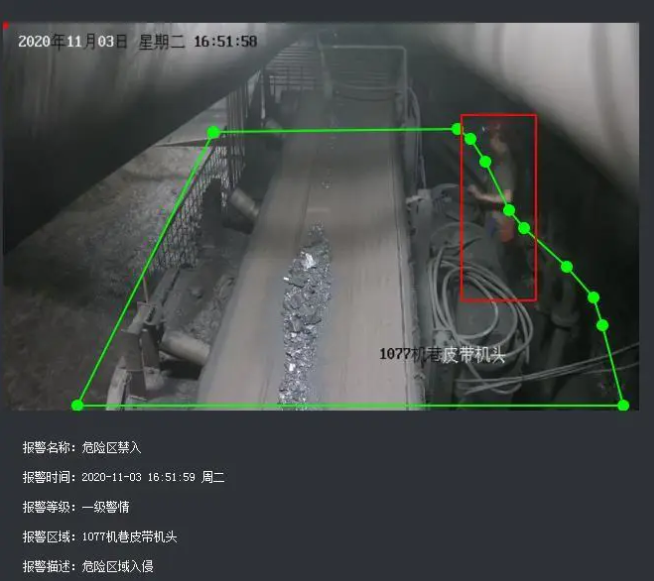 2020年11月03日 星期二 16:51:58
1077机巷皮带机头
报警名称：危险区禁入
报警时间：2020-11-03 16:51:59 周二
报警等级：一级警情
报警区域：1077机巷皮带机头
报警描述：危险区域入侵